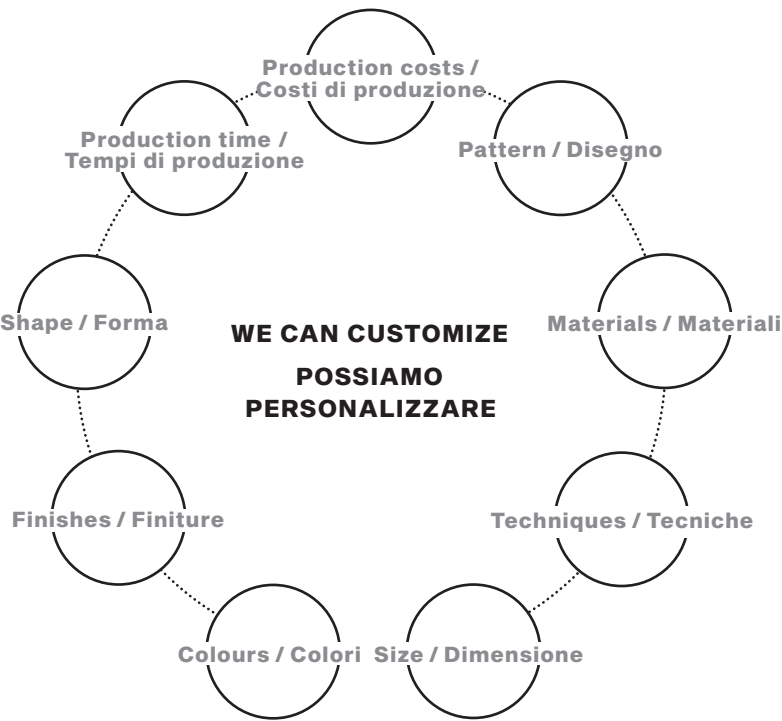 Production costs /
Costi di produzione
Production time /
Tempi di produzione
Pattern / Disegno
Shape / Forma
WE CAN CUSTOMIZE
Materials / Materiali
POSSIAMO
PERSONALIZZARE
Finishes / Finiture
Techniques / Tecniche
Colours / Colori
Size / Dimensione